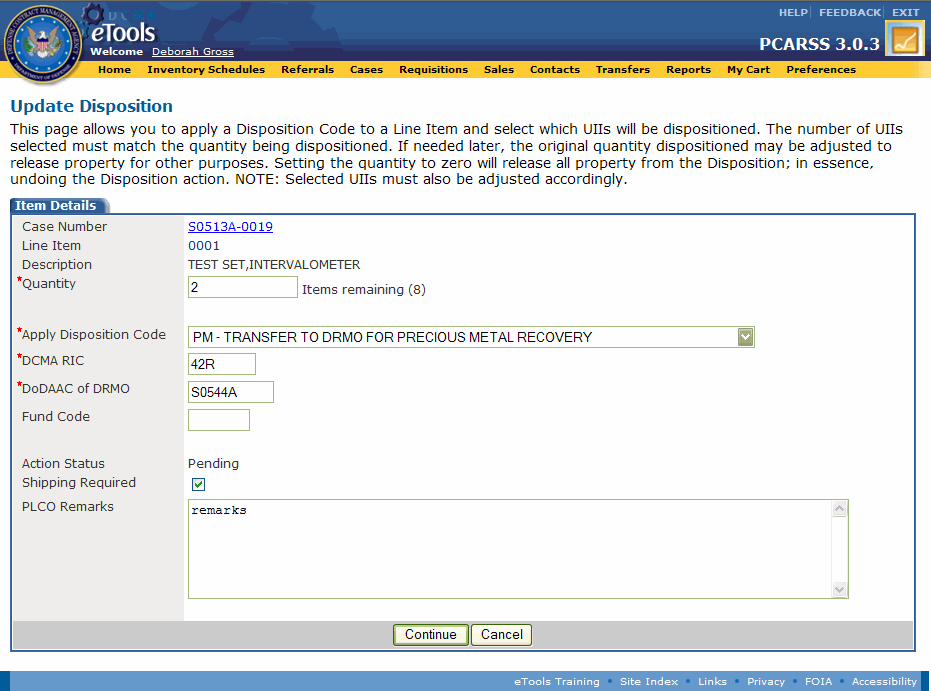 HELP FEEDBACK EXIT
eTools
Welcome Deborah Gross
PCARSS 3.0.3
Home Inventory Schedules Referrals Cases Requisitions Sales Contacts Transfers Reports My Cart Preferences
Update Disposition
This page allows you to apply a Disposition Code to a Line Item and select which UIIs will be dispositioned. The number of UIIs
selected must match the quantity being dispositioned. If needed later, the original quantity dispositioned may be adjusted to
release property for other purposes. Setting the quantity to zero will release all property from the Disposition; in essence,
undoing the Disposition action. NOTE: Selected UIIs must also be adjusted accordingly.
Item Details
Case Number S0513A-0019
Line Item 0001
Description TEST SET,INTERVALOMETER
*Quantity 2 Items remaining (8)
*Apply Disposition Code PM - TRANSFER TO DRMO FOR PRECIOUS METAL RECOVERY
*DCMA RIC 42R
*DoDAAC of DRMO S0544A
Fund Code
Action Status Pending
Shipping Required
PLCO Remarks remarks
Continue Cancel
eTools Training • Site Index • Links • Privacy • FOIA • Accessibility